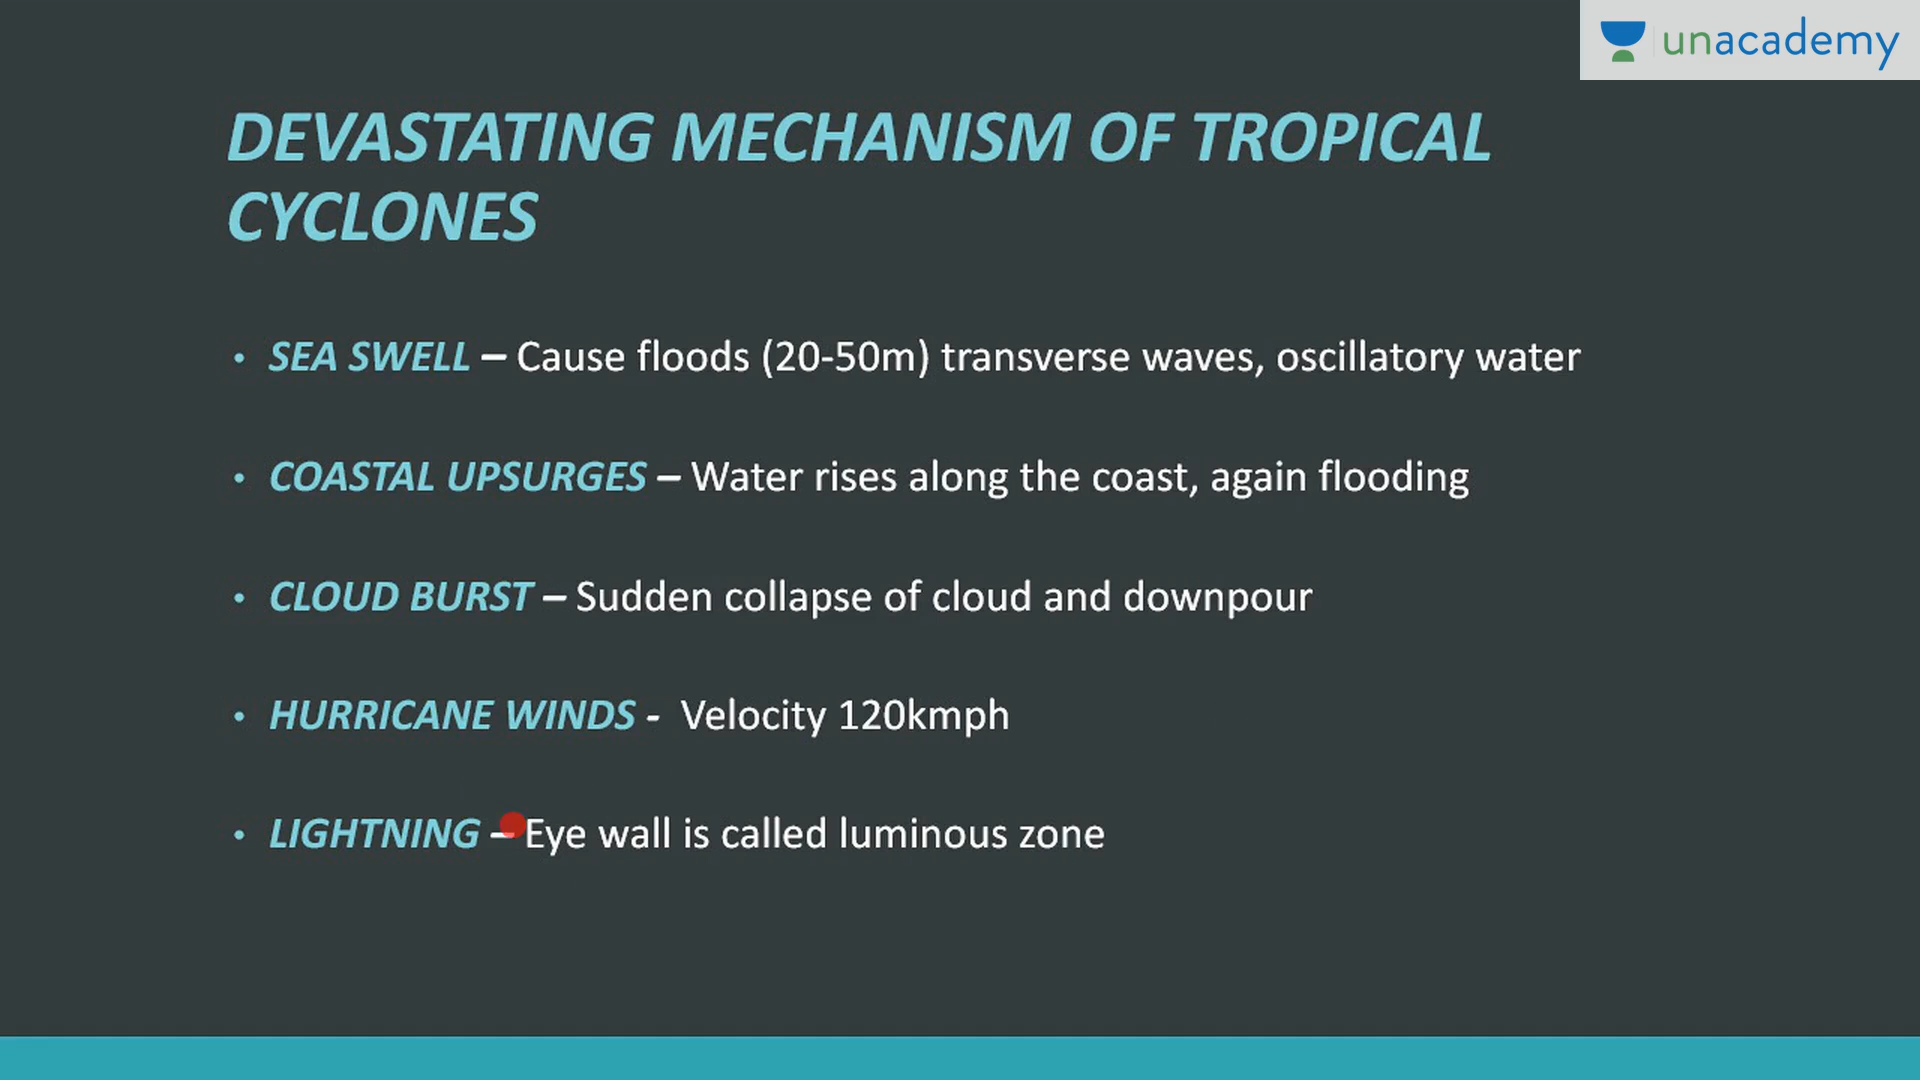 unacademy
DEVASTATING MECHANISM OF TROPICAL
CYCLONES
• SEA SWELL – Cause floods (20-50m) transverse waves, oscillatory water
• COASTAL UPSURGES – Water rises along the coast, again flooding
• CLOUD BURST – Sudden collapse of cloud and downpour
• HURRICANE WINDS - Velocity 120kmph
• LIGHTNING – Eye wall is called luminous zone